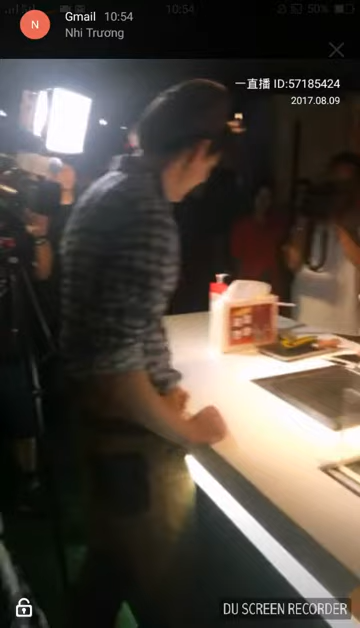 10:54
50%
N
Gmail 10:54
Nhi Trương
一直播 ID:57185424
2017.08.09
DU SCREEN RECORDER